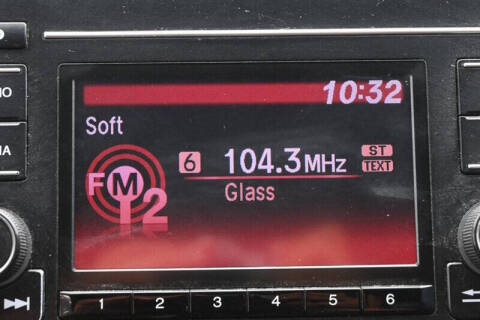 10:32
Soft
FM 2
6 104.3MHz ST TEXT
Glass
1 2 3 4 5 6